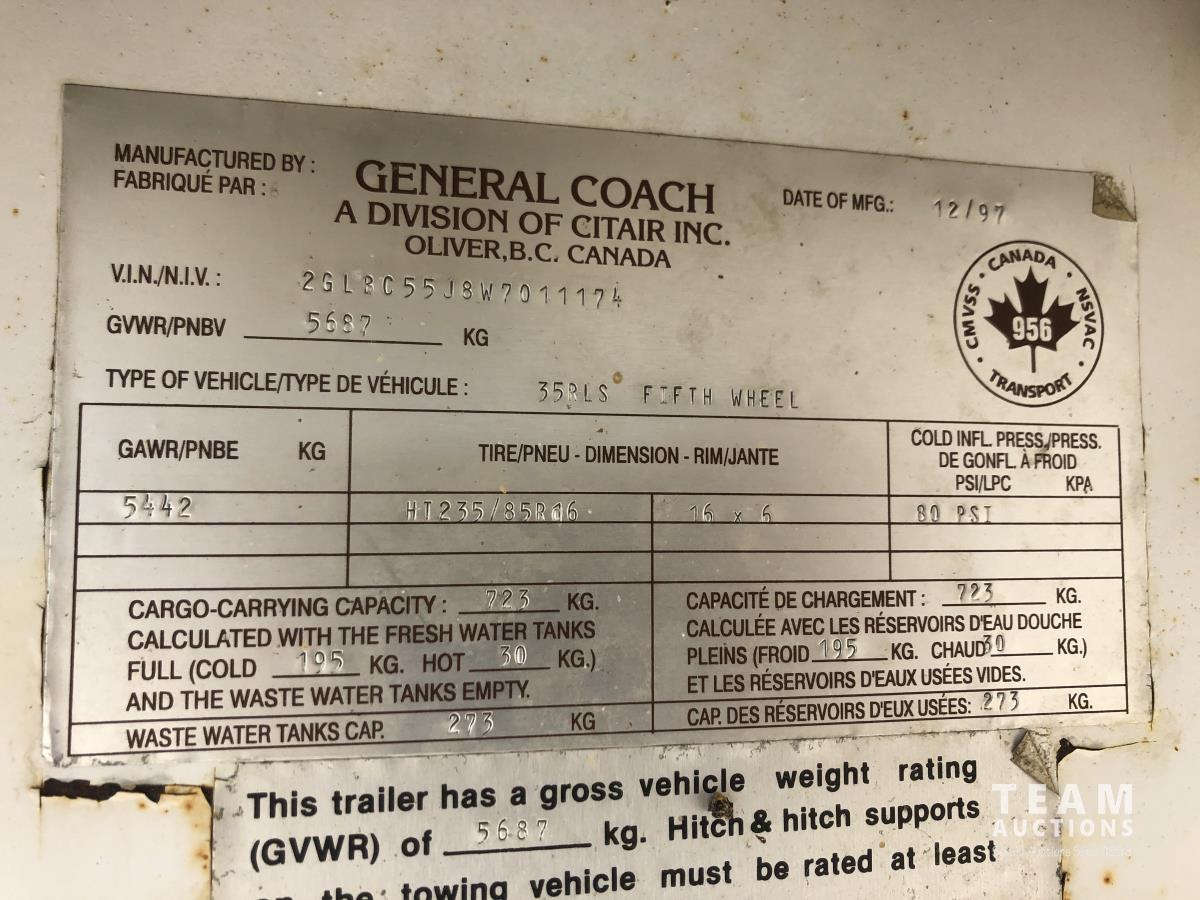 MANUFACTURED BY :
FABRIQUÉ PAR :
GENERAL COACH
A DIVISION OF CITAIR INC.
OLIVER, B.C. CANADA
DATE OF MFG.: 12/97
V.I.N./N.I.V. : 2GLBC55J8W7011174
GVWR/PNBV 5687 KG
CANADA
CMVSS · NSVAC
956
TRANSPORT
TYPE OF VEHICLE/TYPE DE VÉHICULE : 35RLS FIFTH WHEEL
GAWR/PNBE KG
TIRE/PNEU - DIMENSION - RIM/JANTE
COLD INFL. PRESS./PRESS.
DE GONFL. À FROID
PSI/LPC KPA
5442 HT235/85R16 16 x 6 80 PSI
CARGO-CARRYING CAPACITY : 723 KG.
CALCULATED WITH THE FRESH WATER TANKS
FULL (COLD 195 KG. HOT 30 KG.)
AND THE WASTE WATER TANKS EMPTY.
WASTE WATER TANKS CAP. 273 KG
CAPACITÉ DE CHARGEMENT : 723 KG.
CALCULÉE AVEC LES RÉSERVOIRS D'EAU DOUCHE
PLEINS (FROID 195 KG. CHAUD 30 KG.)
ET LES RÉSERVOIRS D'EAUX USÉES VIDES.
CAP. DES RÉSERVOIRS D'EUX USÉES: 273 KG.
This trailer has a gross vehicle weight rating
(GVWR) of 5687 kg. Hitch & hitch supports
on the towing vehicle must be rated at least
TEAM
AUCTIONS